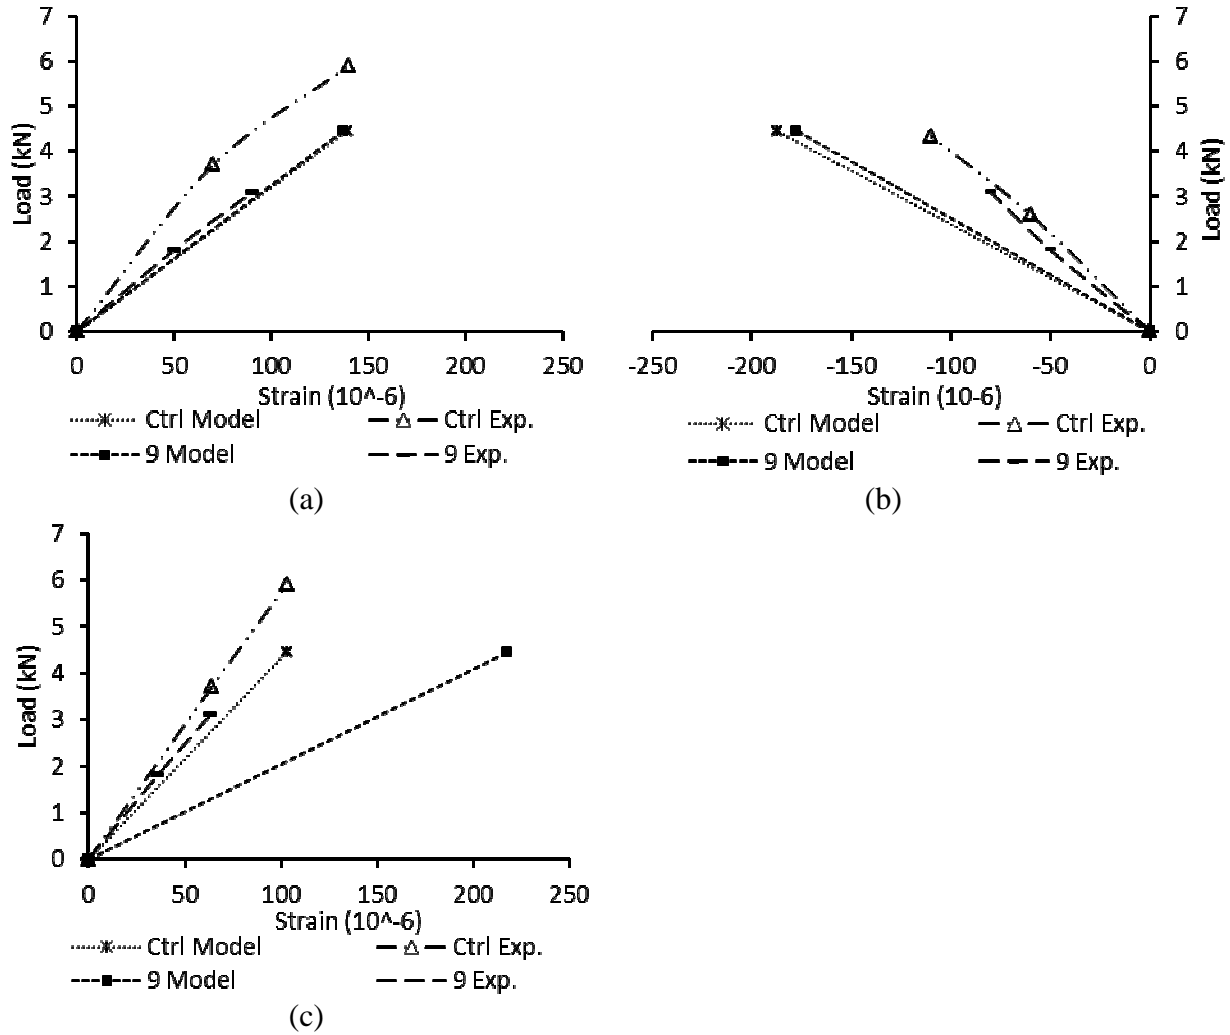 7
6
5
4
3
2
1
0
Load (kN)
0 50 100 150 200 250
Strain (10^-6)
Ctrl Model Ctrl Exp.
9 Model 9 Exp.
(a)
7
6
5
4
3
2
1
0
Load (kN)
-250 -200 -150 -100 -50 0
Strain (10-6)
Ctrl Model Ctrl Exp.
9 Model 9 Exp.
(b)
7
6
5
4
3
2
1
0
Load (kN)
0 50 100 150 200 250
Strain (10^-6)
Ctrl Model Ctrl Exp.
9 Model 9 Exp.
(c)